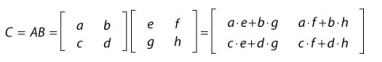 C = AB = [ a b ] [ e f ] = [ a·e+b·g a·f+b·h ]
[ c d ] [ g h ] [ c·e+d·g c·f+d·h ]